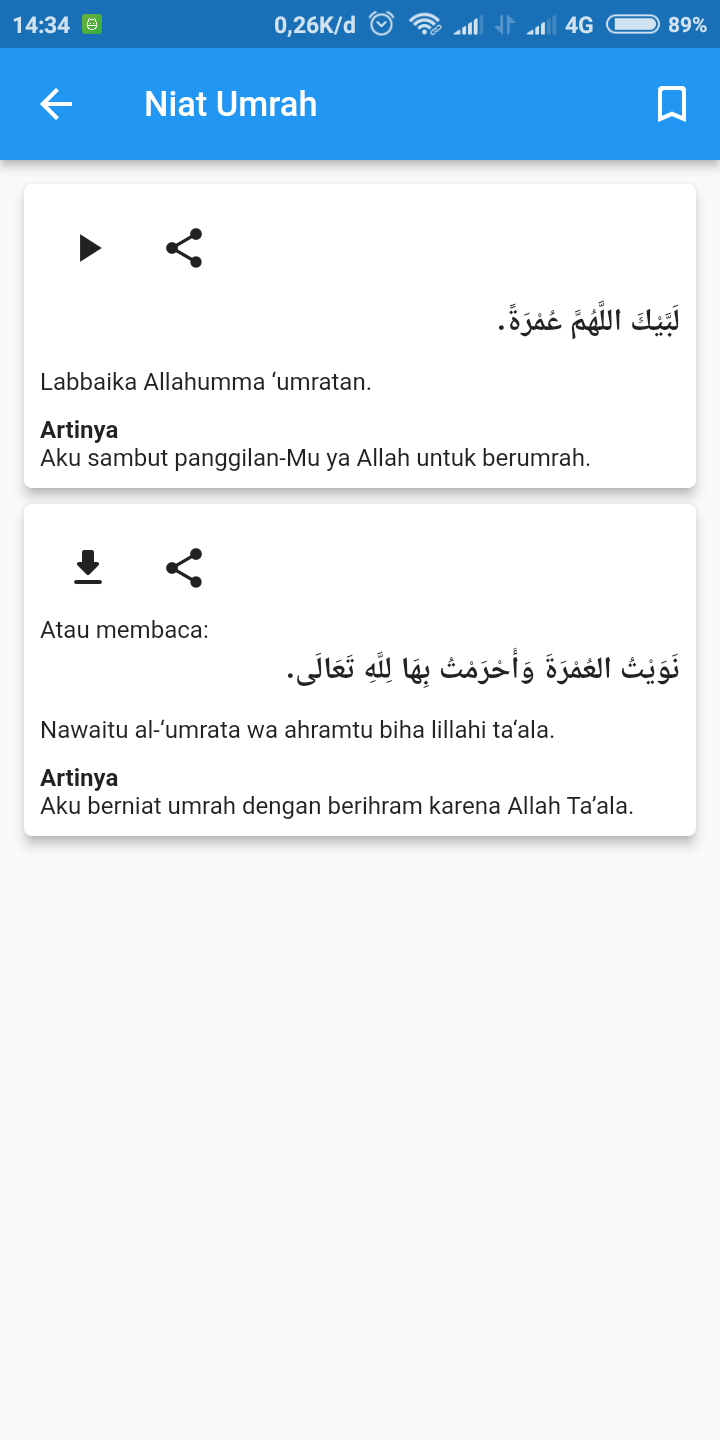 14:34 0,26K/d 4G 89%
Niat Umrah
لَبَّيْكَ اللَّهُمَّ عُمْرَةً.
Labbaika Allahumma ‘umratan.
Artinya
Aku sambut panggilan-Mu ya Allah untuk berumrah.
Atau membaca:
نَوَيْتُ العُمْرَةَ وَأَحْرَمْتُ بِهَا لِلَّهِ تَعَالَى.
Nawaitu al-‘umrata wa ahramtu biha lillahi ta‘ala.
Artinya
Aku berniat umrah dengan berihram karena Allah Ta’ala.